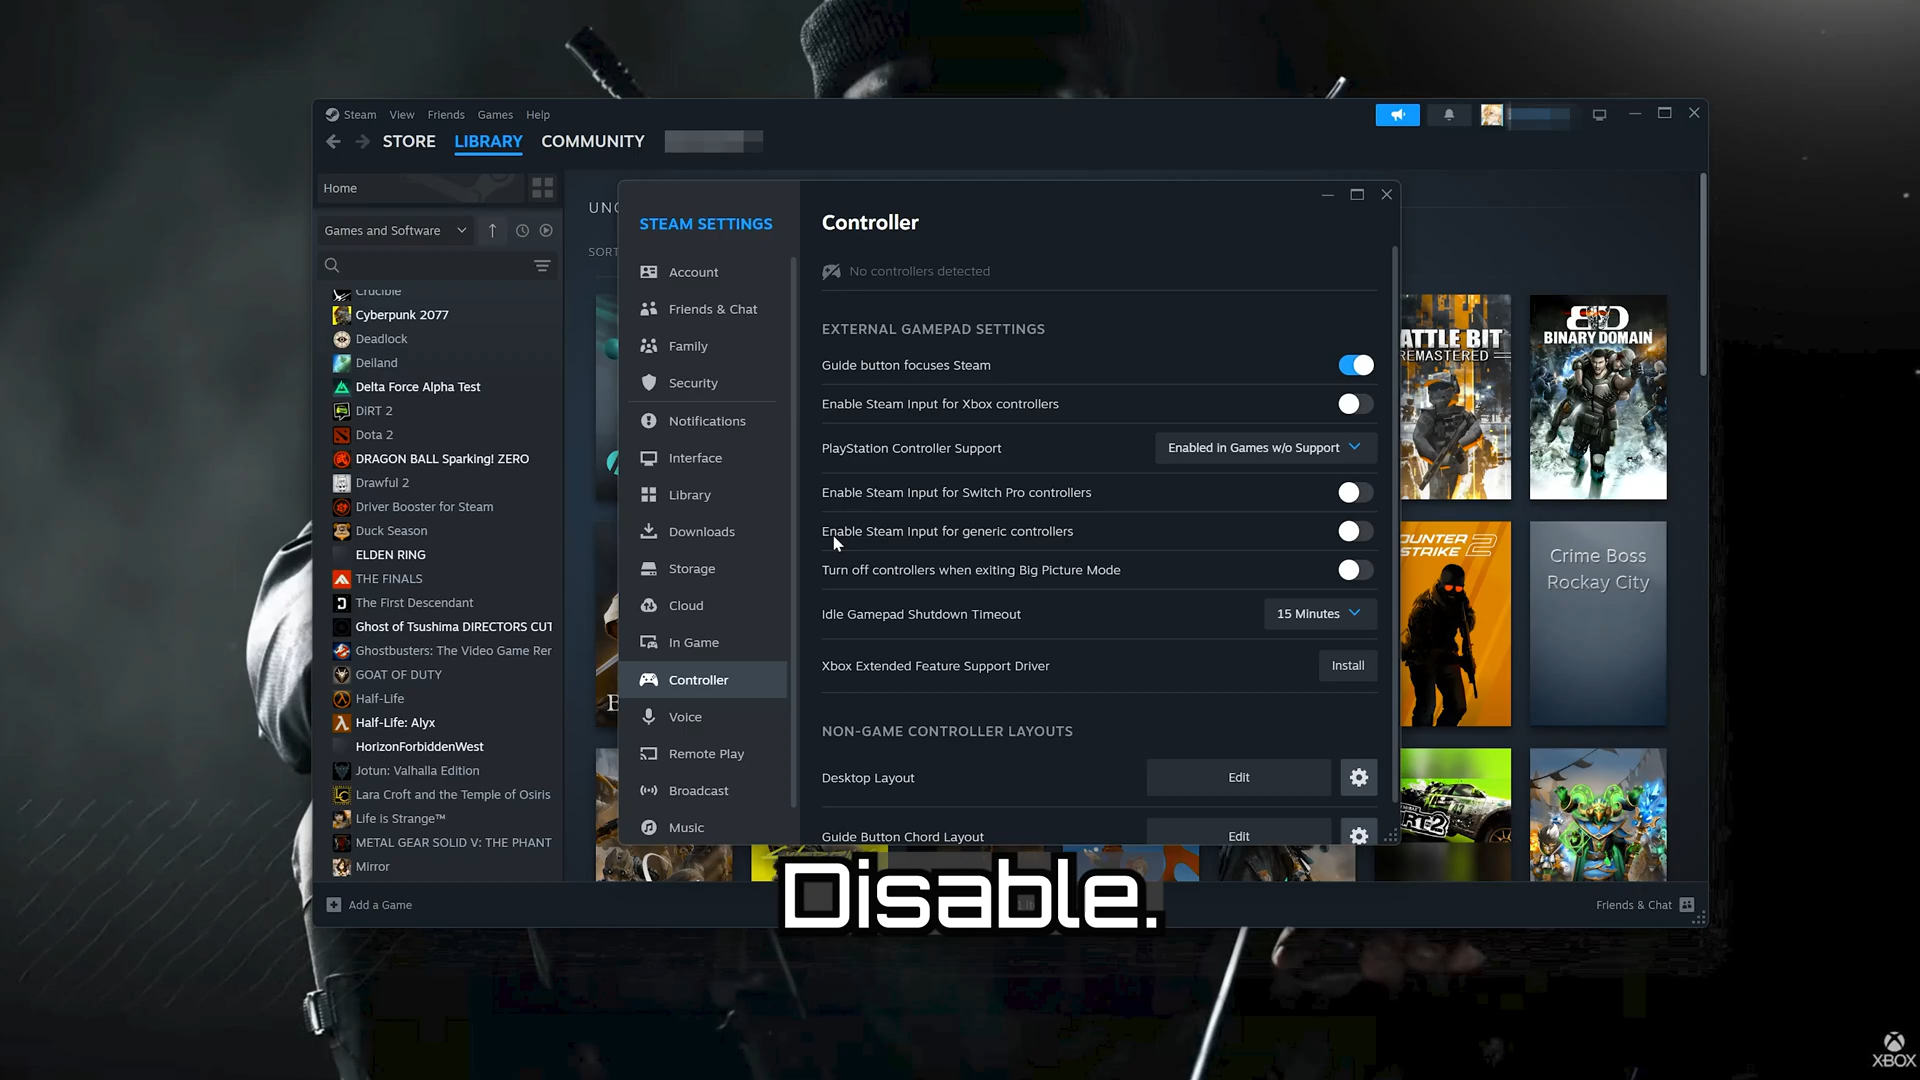 Steam View Friends Games Help
STORE LIBRARY COMMUNITY
Home
Games and Software
Crucible
Cyberpunk 2077
Deadlock
Deiland
Delta Force Alpha Test
DiRT 2
Dota 2
DRAGON BALL Sparking! ZERO
Drawful 2
Driver Booster for Steam
Duck Season
ELDEN RING
THE FINALS
The First Descendant
Ghost of Tsushima DIRECTORS CUT
Ghostbusters: The Video Game Rer
GOAT OF DUTY
Half-Life
Half-Life: Alyx
HorizonForbiddenWest
Jotun: Valhalla Edition
Lara Croft and the Temple of Osiris
Life is Strange™
METAL GEAR SOLID V: THE PHANT
Mirror
Add a Game
UNC
SORT
STEAM SETTINGS
Account
Friends & Chat
Family
Security
Notifications
Interface
Library
Downloads
Storage
Cloud
In Game
Controller
Voice
Remote Play
Broadcast
Music
Controller
No controllers detected
EXTERNAL GAMEPAD SETTINGS
Guide button focuses Steam
Enable Steam Input for Xbox controllers
PlayStation Controller Support Enabled in Games w/o Support
Enable Steam Input for Switch Pro controllers
Enable Steam Input for generic controllers
Turn off controllers when exiting Big Picture Mode
Idle Gamepad Shutdown Timeout 15 Minutes
Xbox Extended Feature Support Driver Install
NON-GAME CONTROLLER LAYOUTS
Desktop Layout Edit
Guide Button Chord Layout Edit
ATTLE BIT
REMASTERED
BINARY DOMAIN
OUNTER
STRIKE 2
Crime Boss
Rockay City
Friends & Chat
Disable.
XBOX